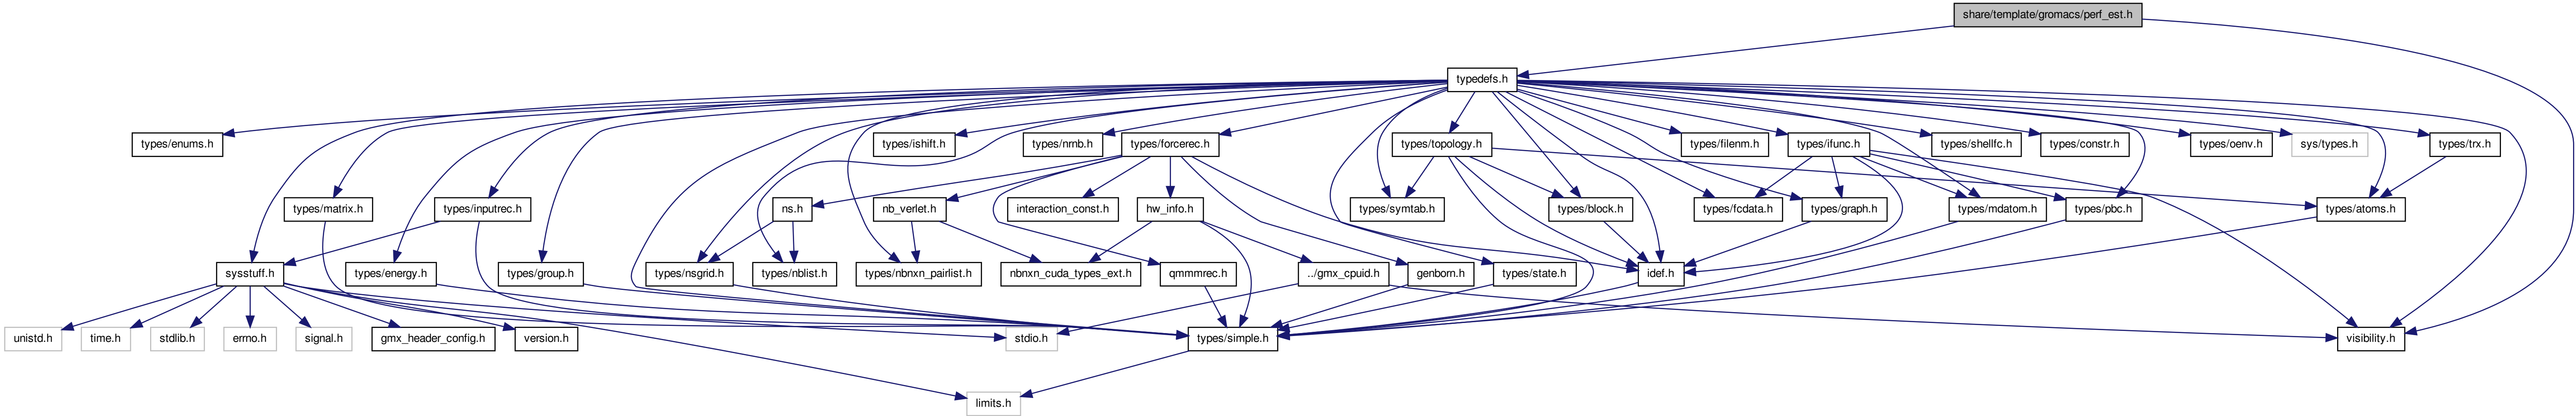 share/template/gromacs/perf_est.h
typedefs.h
types/enums.h
types/ishift.h
types/nrnb.h
types/forcerec.h
types/topology.h
types/filenm.h
types/ifunc.h
types/shellfc.h
types/constr.h
types/oenv.h
sys/types.h
types/trx.h
types/matrix.h
types/inputrec.h
ns.h
nb_verlet.h
interaction_const.h
hw_info.h
types/symtab.h
types/block.h
types/fcdata.h
types/graph.h
types/mdatom.h
types/pbc.h
types/atoms.h
sysstuff.h
types/energy.h
types/group.h
types/nsgrid.h
types/nblist.h
types/nbnxn_pairlist.h
nbnxn_cuda_types_ext.h
qmmmrec.h
../gmx_cpuid.h
genborn.h
types/state.h
idef.h
unistd.h
time.h
stdlib.h
errno.h
signal.h
gmx_header_config.h
version.h
stdio.h
types/simple.h
visibility.h
limits.h